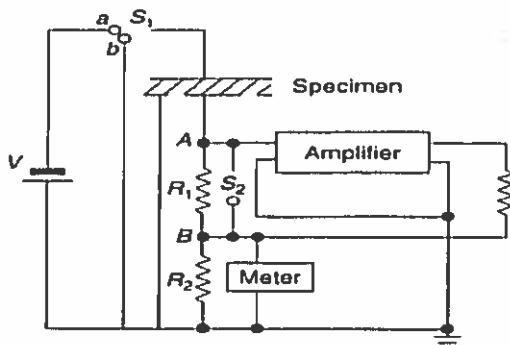 a S₁
b
Specimen
V
A
Amplifier
R₁
S₂
B
R₂
Meter